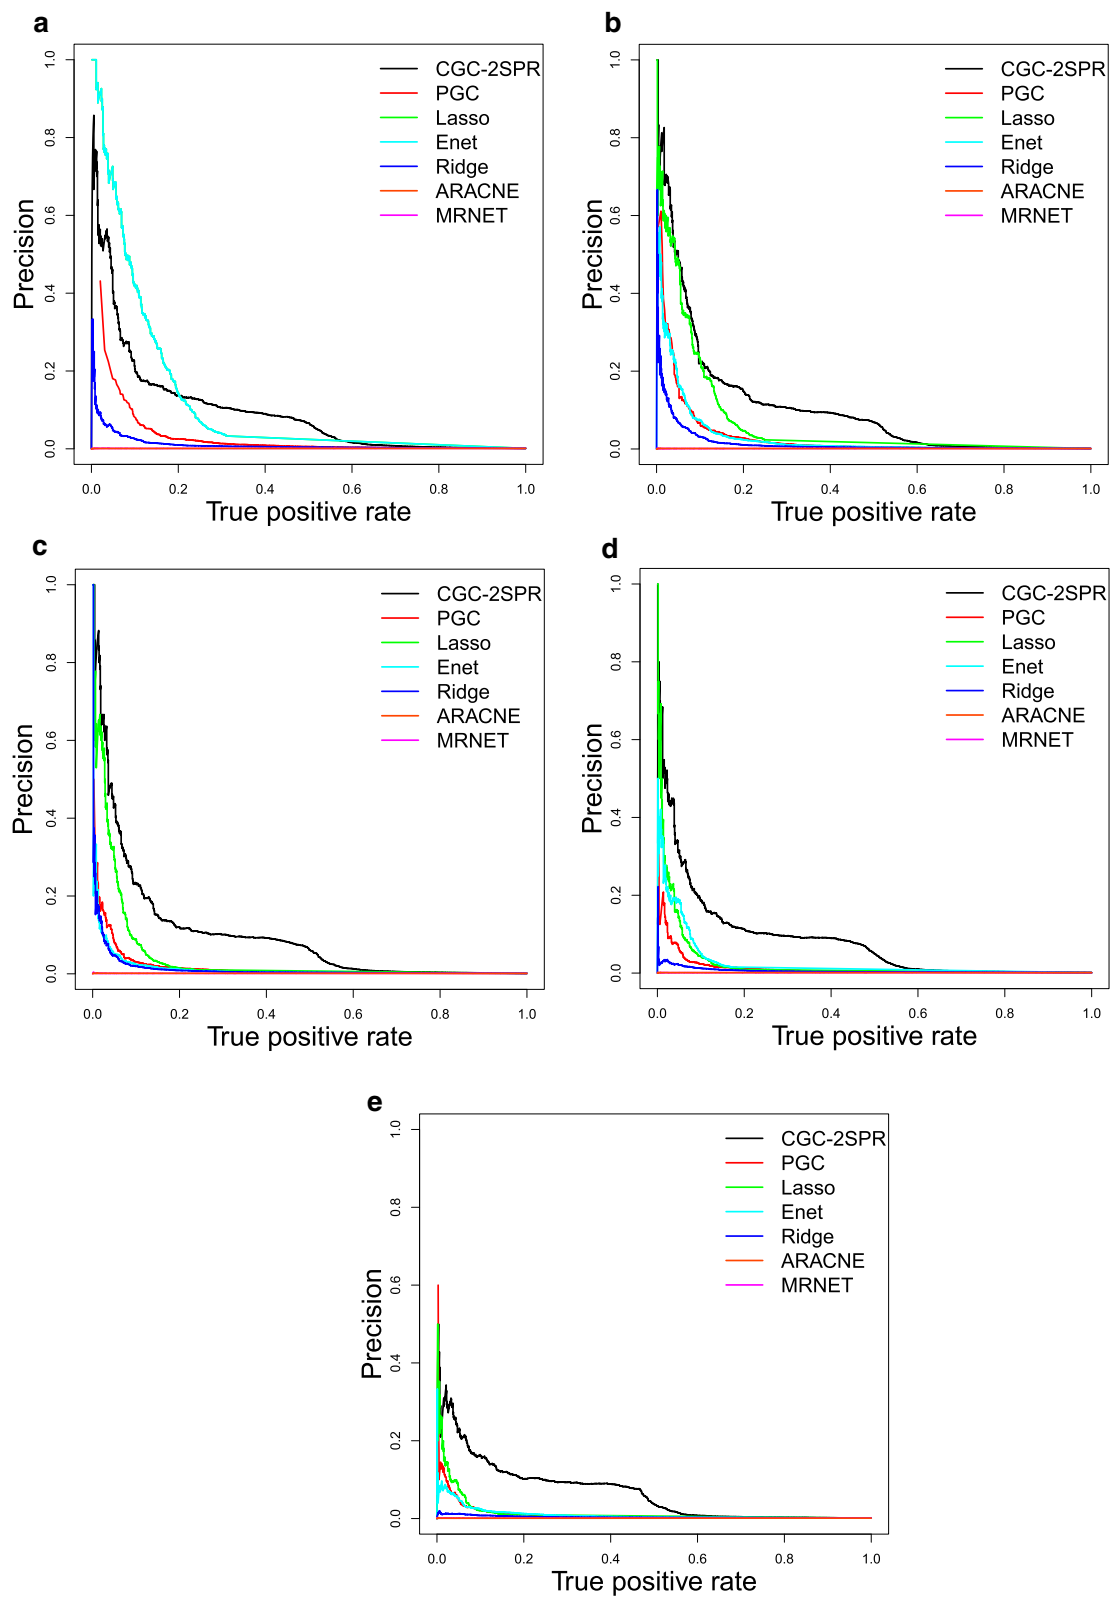 a
CGC-2SPR
PGC
Lasso
Enet
Ridge
ARACNE
MRNET
Precision
0.0 0.2 0.4 0.6 0.8 1.0
0.0 0.2 0.4 0.6 0.8 1.0
True positive rate
b
CGC-2SPR
PGC
Lasso
Enet
Ridge
ARACNE
MRNET
Precision
0.0 0.2 0.4 0.6 0.8 1.0
0.0 0.2 0.4 0.6 0.8 1.0
True positive rate
c
CGC-2SPR
PGC
Lasso
Enet
Ridge
ARACNE
MRNET
Precision
0.0 0.2 0.4 0.6 0.8 1.0
0.0 0.2 0.4 0.6 0.8 1.0
True positive rate
d
CGC-2SPR
PGC
Lasso
Enet
Ridge
ARACNE
MRNET
Precision
0.0 0.2 0.4 0.6 0.8 1.0
0.0 0.2 0.4 0.6 0.8 1.0
True positive rate
e
CGC-2SPR
PGC
Lasso
Enet
Ridge
ARACNE
MRNET
Precision
0.0 0.2 0.4 0.6 0.8 1.0
0.0 0.2 0.4 0.6 0.8 1.0
True positive rate